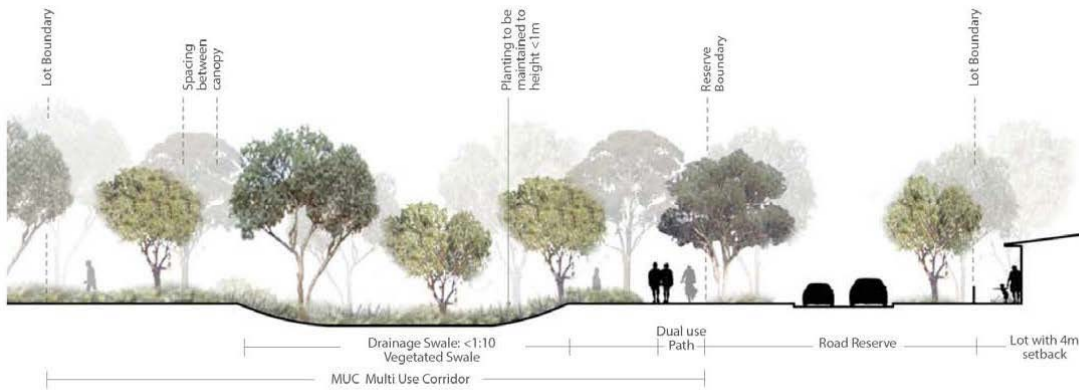 Lot Boundary
Spacing
between
canopy
Planting to be
maintained to
height <1m
Reserve
Boundary
Lot Boundary
Drainage Swale: <1:10
Vegetated Swale
Dual use
Path
Road Reserve
Lot with 4m
setback
MUC Multi Use Corridor